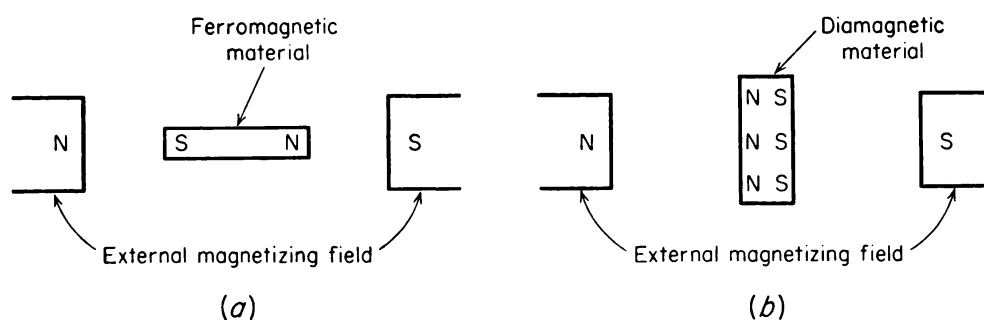 Ferromagnetic
material
N
S N
S
External magnetizing field
(a)
Diamagnetic
material
N
N S
N S
N S
S
External magnetizing field
(b)